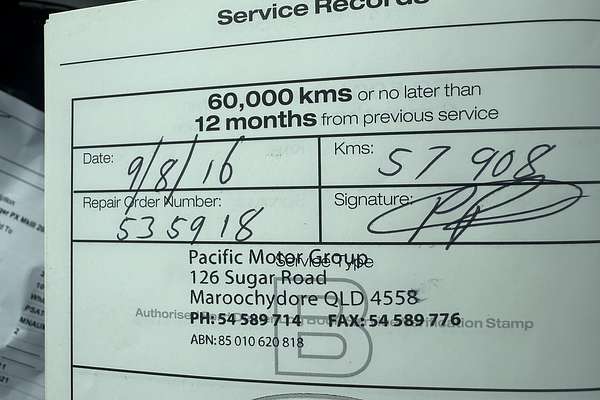 Service Records
60,000 kms or no later than
12 months from previous service
Date: 9/8/16
Kms: 57 908
Repair Order Number: 535918
Signature:
Pacific Motor Group
Service Type
126 Sugar Road
Maroochydore QLD 4558
B
PH: 54 589 714 FAX: 54 589 776
Stamp
ABN: 85 010 620 818